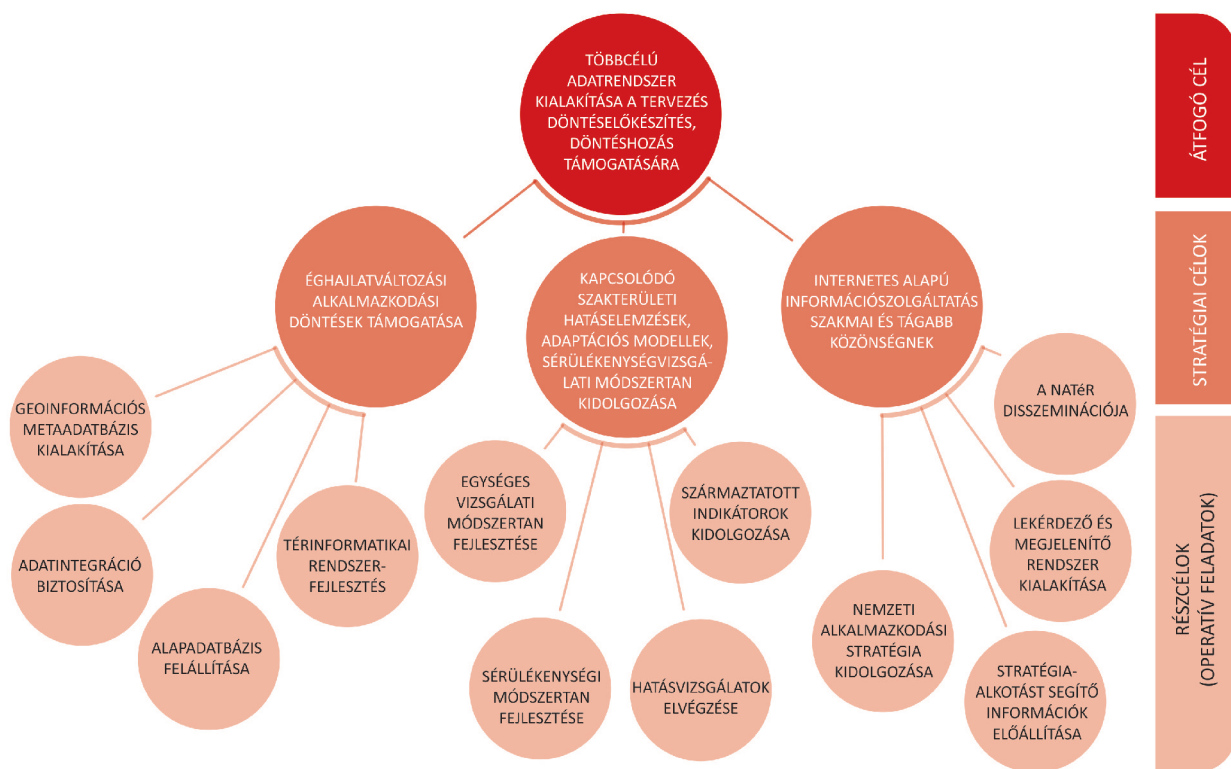 TÖBBCÉLÚ
ADATRENDSZER
KIALAKÍTÁSA A TERVEZÉS
DÖNTÉSELŐKÉSZÍTÉS,
DÖNTÉSHOZÁS
TÁMOGATÁSÁRA
ÁTFOGÓ CÉL
ÉGHAJLATVÁLTOZÁSI
ALKALMAZKODÁSI
DÖNTÉSEK TÁMOGATÁSA
KAPCSOLÓDÓ
SZAKTERÜLETI
HATÁSELEMZÉSEK,
ADAPTÁCIÓS MODELLEK,
SÉRÜLÉKENYSÉGVIZSGÁ-
LATI MÓDSZERTAN
KIDOLGOZÁSA
INTERNETES ALAPÚ
INFORMÁCIÓSZOLGÁLTATÁS
SZAKMAI ÉS TÁGABB
KÖZÖNSÉGNEK
STRATÉGIAI CÉLOK
GEOINFORMÁCIÓS
METAADATBÁZIS
KIALAKÍTÁSA
ADATINTEGRÁCIÓ
BIZTOSÍTÁSA
ALAPADATBÁZIS
FELÁLLÍTÁSA
TÉRINFORMATIKAI
RENDSZER-
FEJLESZTÉS
EGYSÉGES
VIZSGÁLATI
MÓDSZERTAN
FEJLESZTÉSE
SÉRÜLÉKENYSÉGI
MÓDSZERTAN
FEJLESZTÉSE
HATÁSVIZSGÁLATOK
ELVÉGZÉSE
SZÁRMAZTATOTT
INDIKÁTOROK
KIDOLGOZÁSA
NEMZETI
ALKALMAZKODÁSI
STRATÉGIA
KIDOLGOZÁSA
STRATÉGIA-
ALKOTÁST SEGÍTŐ
INFORMÁCIÓK
ELŐÁLLÍTÁSA
LEKÉRDEZŐ ÉS
MEGJELENÍTŐ
RENDSZER
KIALAKÍTÁSA
A NATéR
DISSZEMINÁCIÓJA
RÉSZCÉLOK
(OPERATÍV FELADATOK)